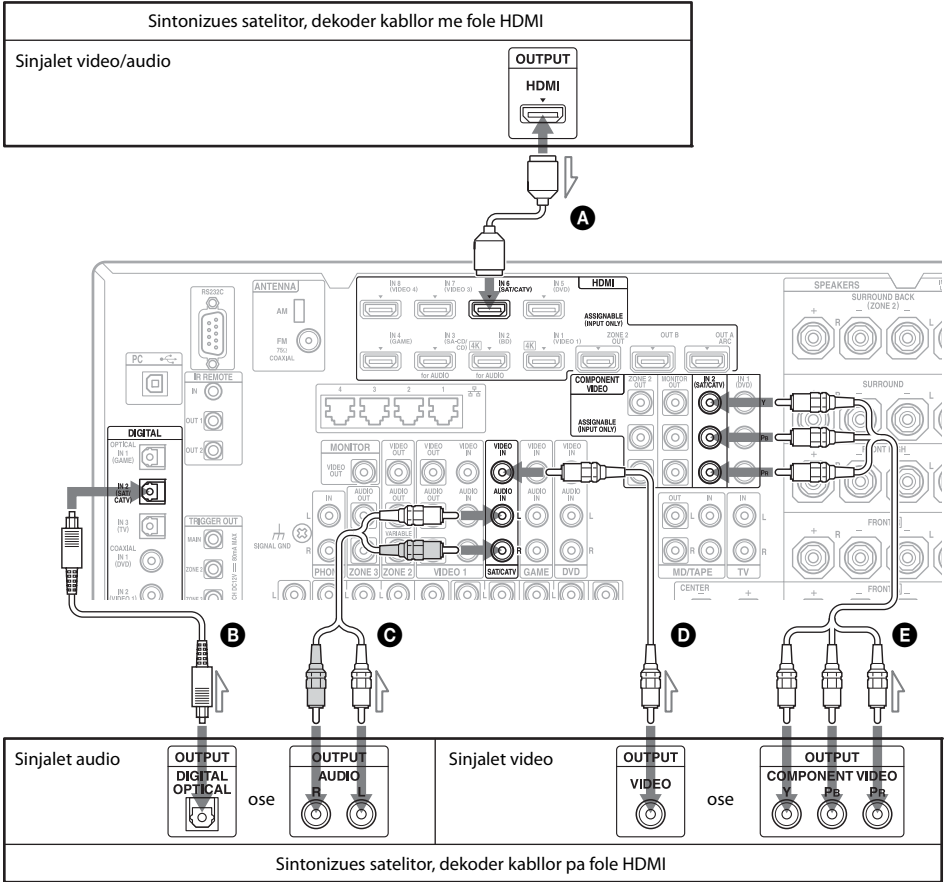 Sintonizues satelitor, dekoder kabllor me fole HDMI
Sinjalet video/audio
OUTPUT
HDMI
A
RS232C
ANTENNA
AM
FM
75Ω
COAXIAL
IN 8
(VIDEO 4)
IN 7
(VIDEO 3)
IN 6
(SAT/CATV)
IN 5
(DVD)
HDMI
ASSIGNABLE
(INPUT ONLY)
IN 4
(GAME)
IN 3
(SA-CD/
CD)
IN 2
(BD)
4K
IN 1
(VIDEO 1)
4K
ZONE 2
OUT
OUT B
OUT A
ARC
for AUDIO
for AUDIO
SPEAKERS
SURROUND BACK
(ZONE 2)
R
L
PC
IR REMOTE
IN
OUT 1
OUT 2
4 3 2 1
COMPONENT
VIDEO
ASSIGNABLE
(INPUT ONLY)
ZONE 2
OUT
MONITOR
OUT
IN 2
(SAT/CATV)
IN 1
(DVD)
Y
PB
PR
SURROUND
FRONT HIGH
FRONT
DIGITAL
OPTICAL
IN 1
(GAME)
IN 2
(SAT/
CATV)
IN 3
(TV)
COAXIAL
IN 1
(DVD)
IN 2
(VIDEO 1)
TRIGGER OUT
MAIN
ZONE 2
ZONE 3
SIGNAL GND
MONITOR
VIDEO
OUT
VIDEO
OUT
VIDEO
OUT
VIDEO
IN
VIDEO
IN
VIDEO
IN
VIDEO
IN
IN
AUDIO
OUT
AUDIO
OUT
AUDIO
IN
AUDIO
IN
AUDIO
IN
AUDIO
IN
VARIABLE
L
R
PHONO
ZONE 3
ZONE 2
VIDEO 1
SAT/CATV
GAME
DVD
OUT
IN
IN
MD/TAPE
TV
CENTER
FRONT
B
C
D
E
Sinjalet audio
OUTPUT
DIGITAL
OPTICAL
ose
OUTPUT
AUDIO
R L
Sinjalet video
OUTPUT
VIDEO
ose
OUTPUT
COMPONENT VIDEO
Y PB PR
Sintonizues satelitor, dekoder kabllor pa fole HDMI